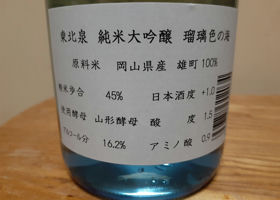 東北泉 純米大吟醸 瑠璃色の海
原料米 岡山県産 雄町100%
精米歩合 45% 日本酒度 +1.0
使用酵母 山形酵母 酸度 1.5
アルコール分 16.2% アミノ酸 0.9